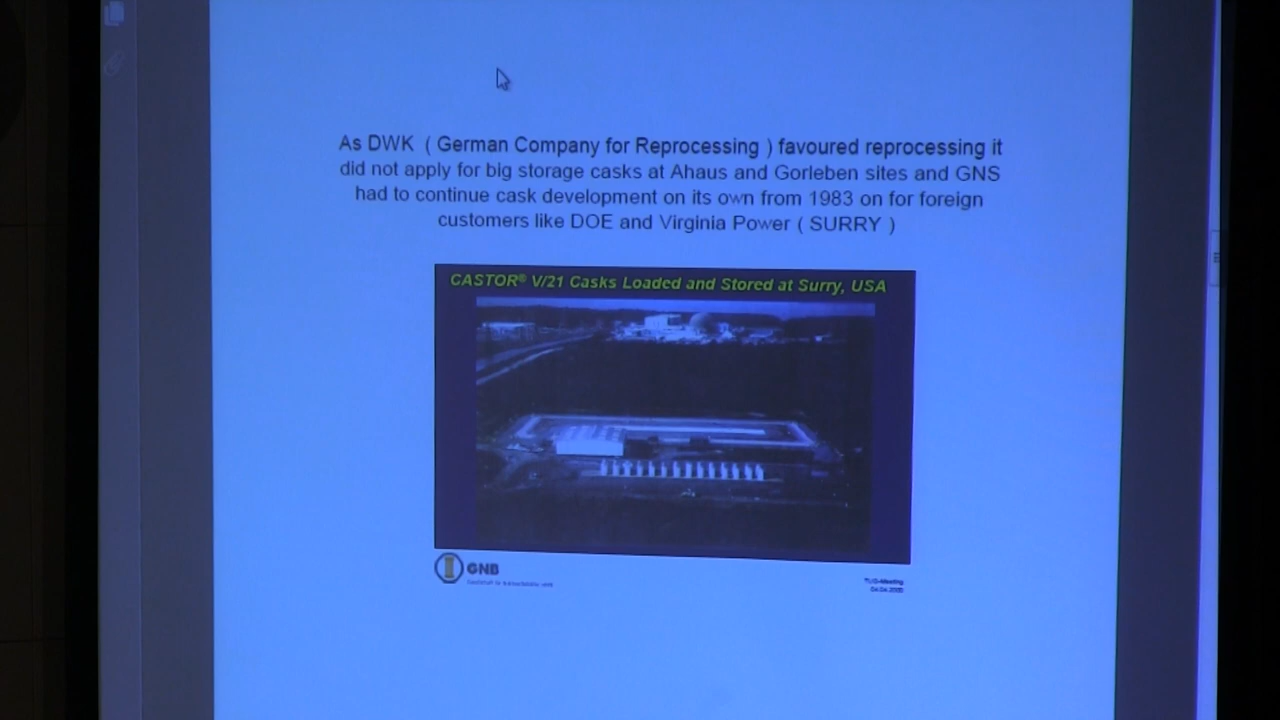 As DWK ( German Company for Reprocessing ) favoured reprocessing it
did not apply for big storage casks at Ahaus and Gorleben sites and GNS
had to continue cask development on its own from 1983 on for foreign
customers like DOE and Virginia Power ( SURRY )
CASTOR® V/21 Casks Loaded and Stored at Surry, USA
GNB